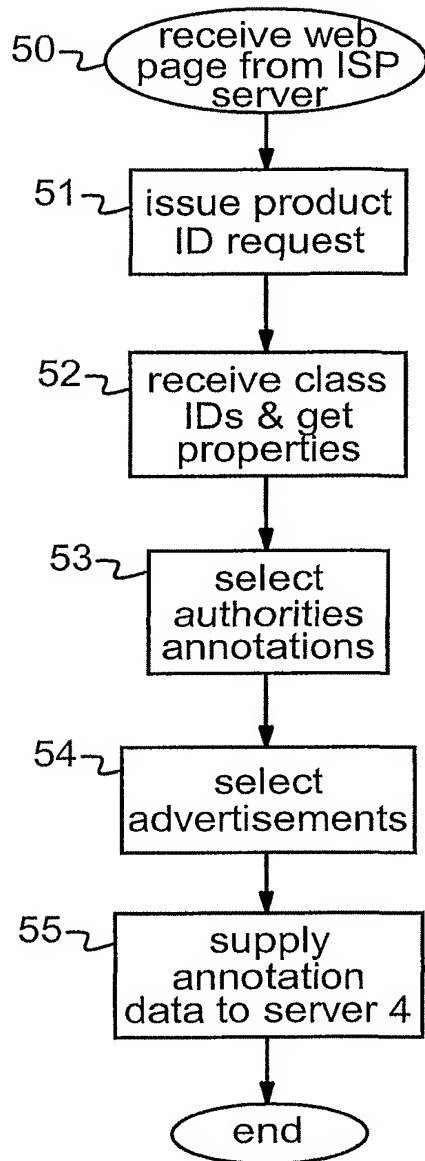 50
receive web
page from ISP
server
51
issue product
ID request
52
receive class
IDs & get
properties
53
select
authorities
annotations
54
select
advertisements
55
supply
annotation
data to server 4
end